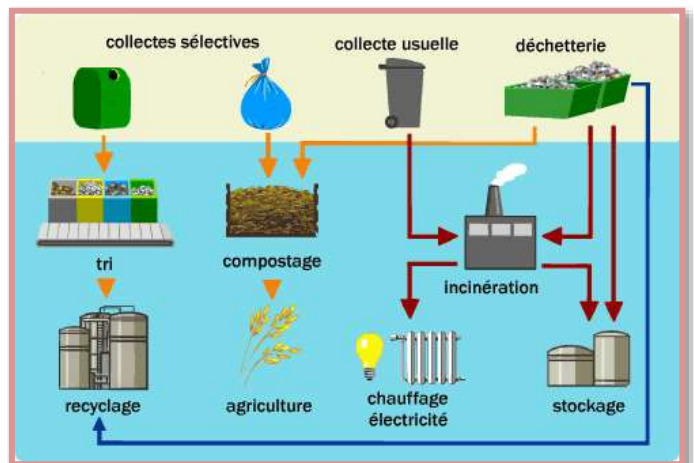 collectes sélectives
collecte usuelle
déchetterie
tri
compostage
incinération
recyclage
agriculture
chauffage
électricité
stockage